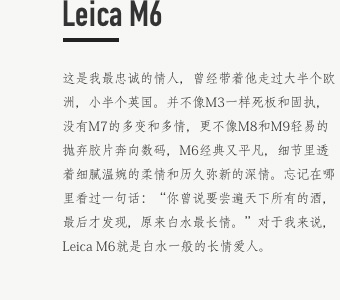 Leica M6
这是我最忠诚的情人，曾经带着他走过大半个欧
洲，小半个英国。并不像M3一样死板和固执，
没有M7的多变和多情，更不像M8和M9轻易的
抛弃胶片奔向数码，M6经典又平凡，细节里透
着细腻温婉的柔情和历久弥新的深情。忘记在哪
里看过一句话：“你曾说要尝遍天下所有的酒，
最后才发现，原来白水最长情。”对于我来说，
Leica M6就是白水一般的长情爱人。